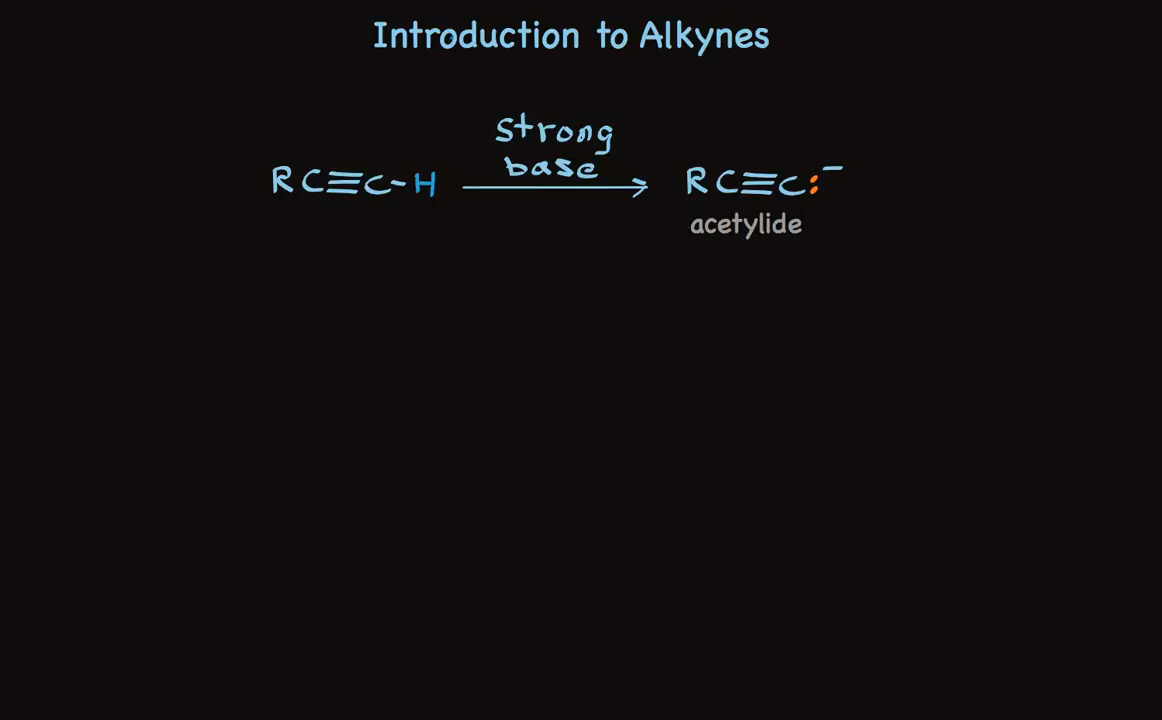 Introduction to Alkynes
strong
base
RC≡C-H → RC≡C:⁻
acetylide